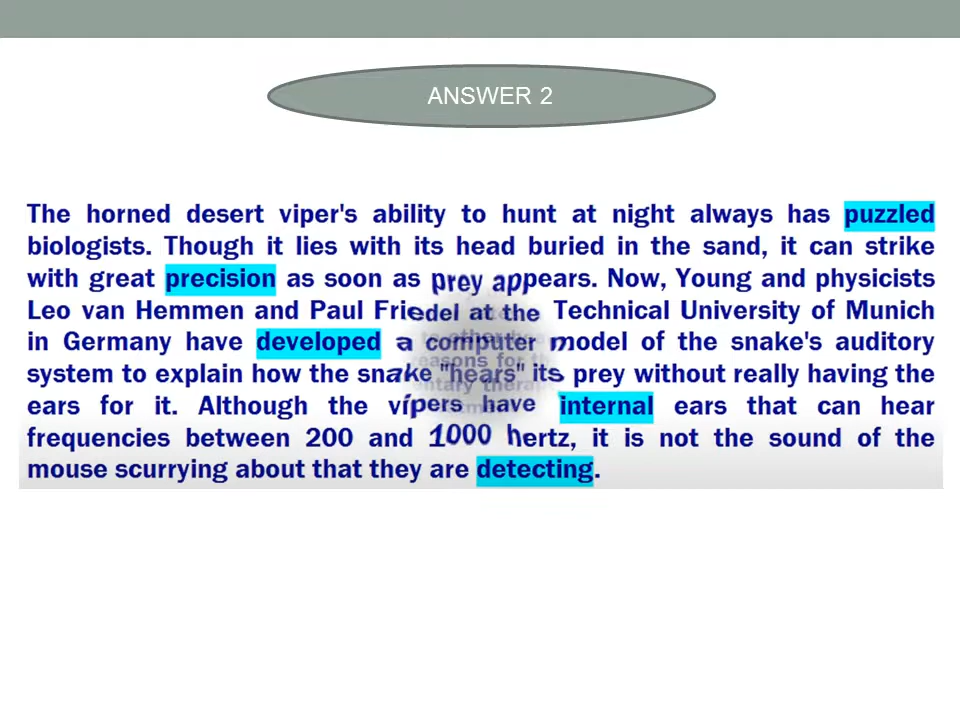 ANSWER 2
The horned desert viper's ability to hunt at night always has puzzled
biologists. Though it lies with its head buried in the sand, it can strike
with great precision as soon as prey appears. Now, Young and physicists
Leo van Hemmen and Paul Friedel at the Technical University of Munich
in Germany have developed a computer model of the snake's auditory
system to explain how the snake "hears" its prey without really having the
ears for it. Although the vipers have internal ears that can hear
frequencies between 200 and 1000 hertz, it is not the sound of the
mouse scurrying about that they are detecting.